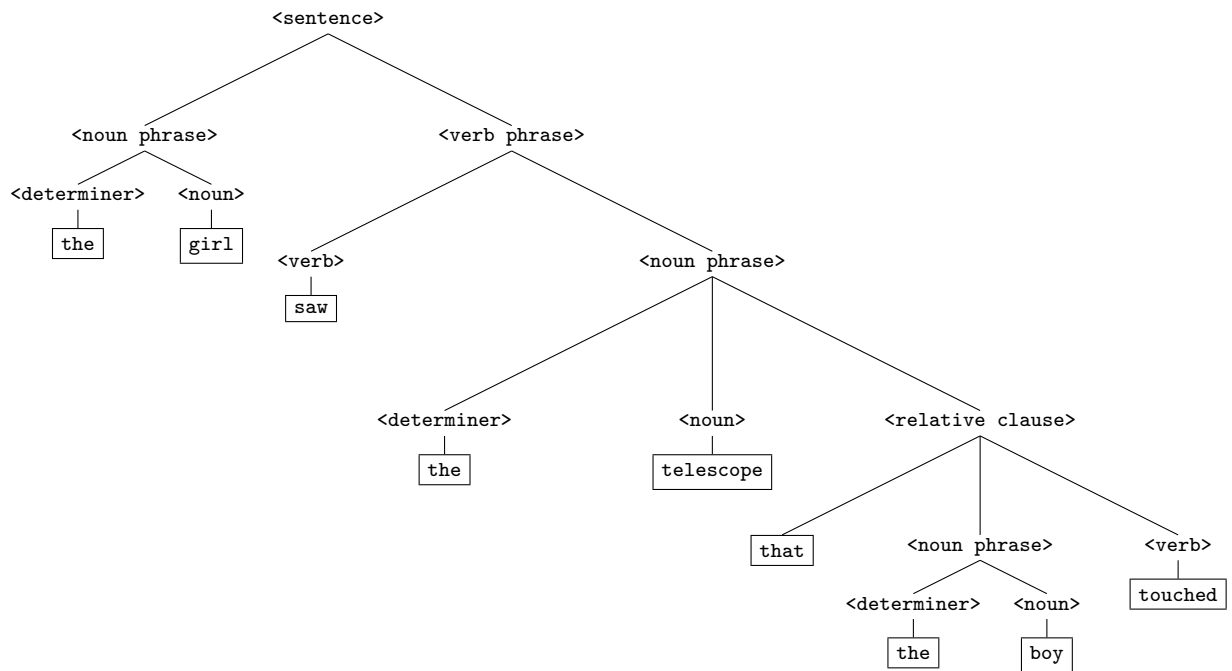 <sentence>
<noun phrase> <verb phrase>
<determiner> <noun>
the girl
<verb> <noun phrase>
saw
<determiner> <noun> <relative clause>
the telescope
that <noun phrase> <verb>
touched
<determiner> <noun>
the boy